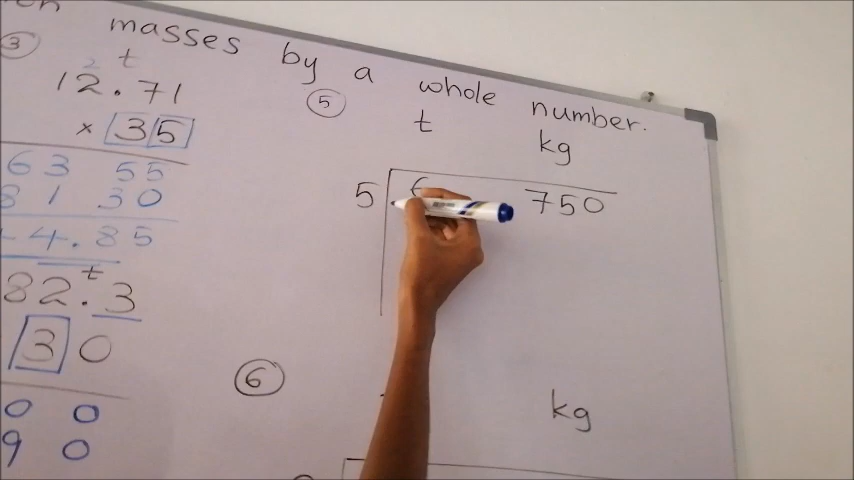 masses by a whole number.
3
t
2
12.71
× 35
63 55
81 30
4.85
t
82.3
30
0 0
9 0
5
t kg
5 750
6
kg